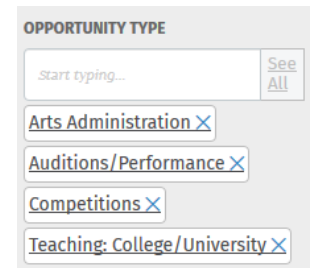 OPPORTUNITY TYPE
Start typing...
See
All
Arts Administration ×
Auditions/Performance ×
Competitions ×
Teaching: College/University ×